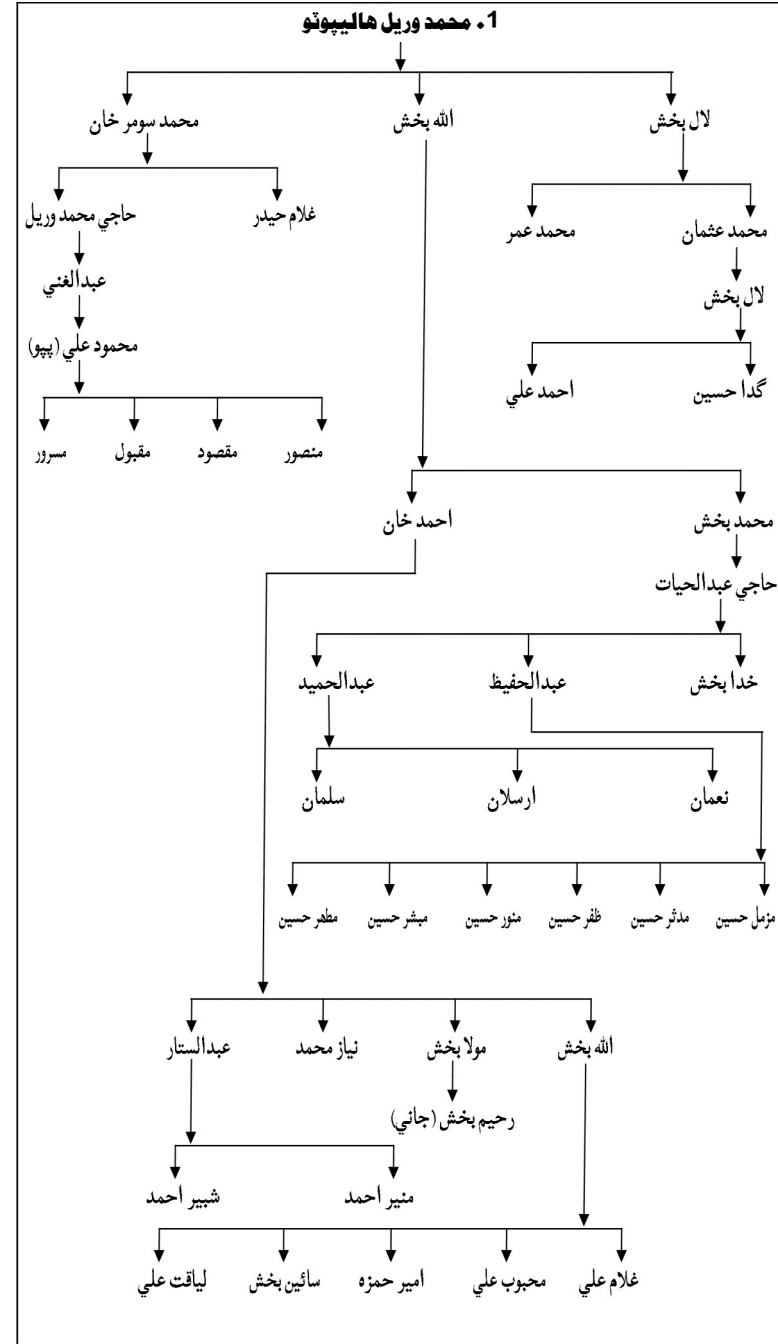 1. محمد وريل هاليپوٽو
لال بخش الله بخش محمد سومر خان
محمد عثمان محمد عمر غلام حيدر حاجي محمد وريل
لال بخش عبدالغني
محمود علي (پپو)
گدا حسين احمد علي
منصور مقصود مقبول مسرور
محمد بخش احمد خان
حاجي عبدالحيات
خدا بخش عبدالحفيظ عبدالحميد
نعمان ارسلان سلمان
مزمل حسين مدثر حسين ظفر حسين منور حسين مبشر حسين مطهر حسين
الله بخش مولا بخش نياز محمد عبدالستار
رحيم بخش (جاني)
منير احمد شبير احمد
غلام علي محبوب علي امير حمزه سائين بخش لياقت علي